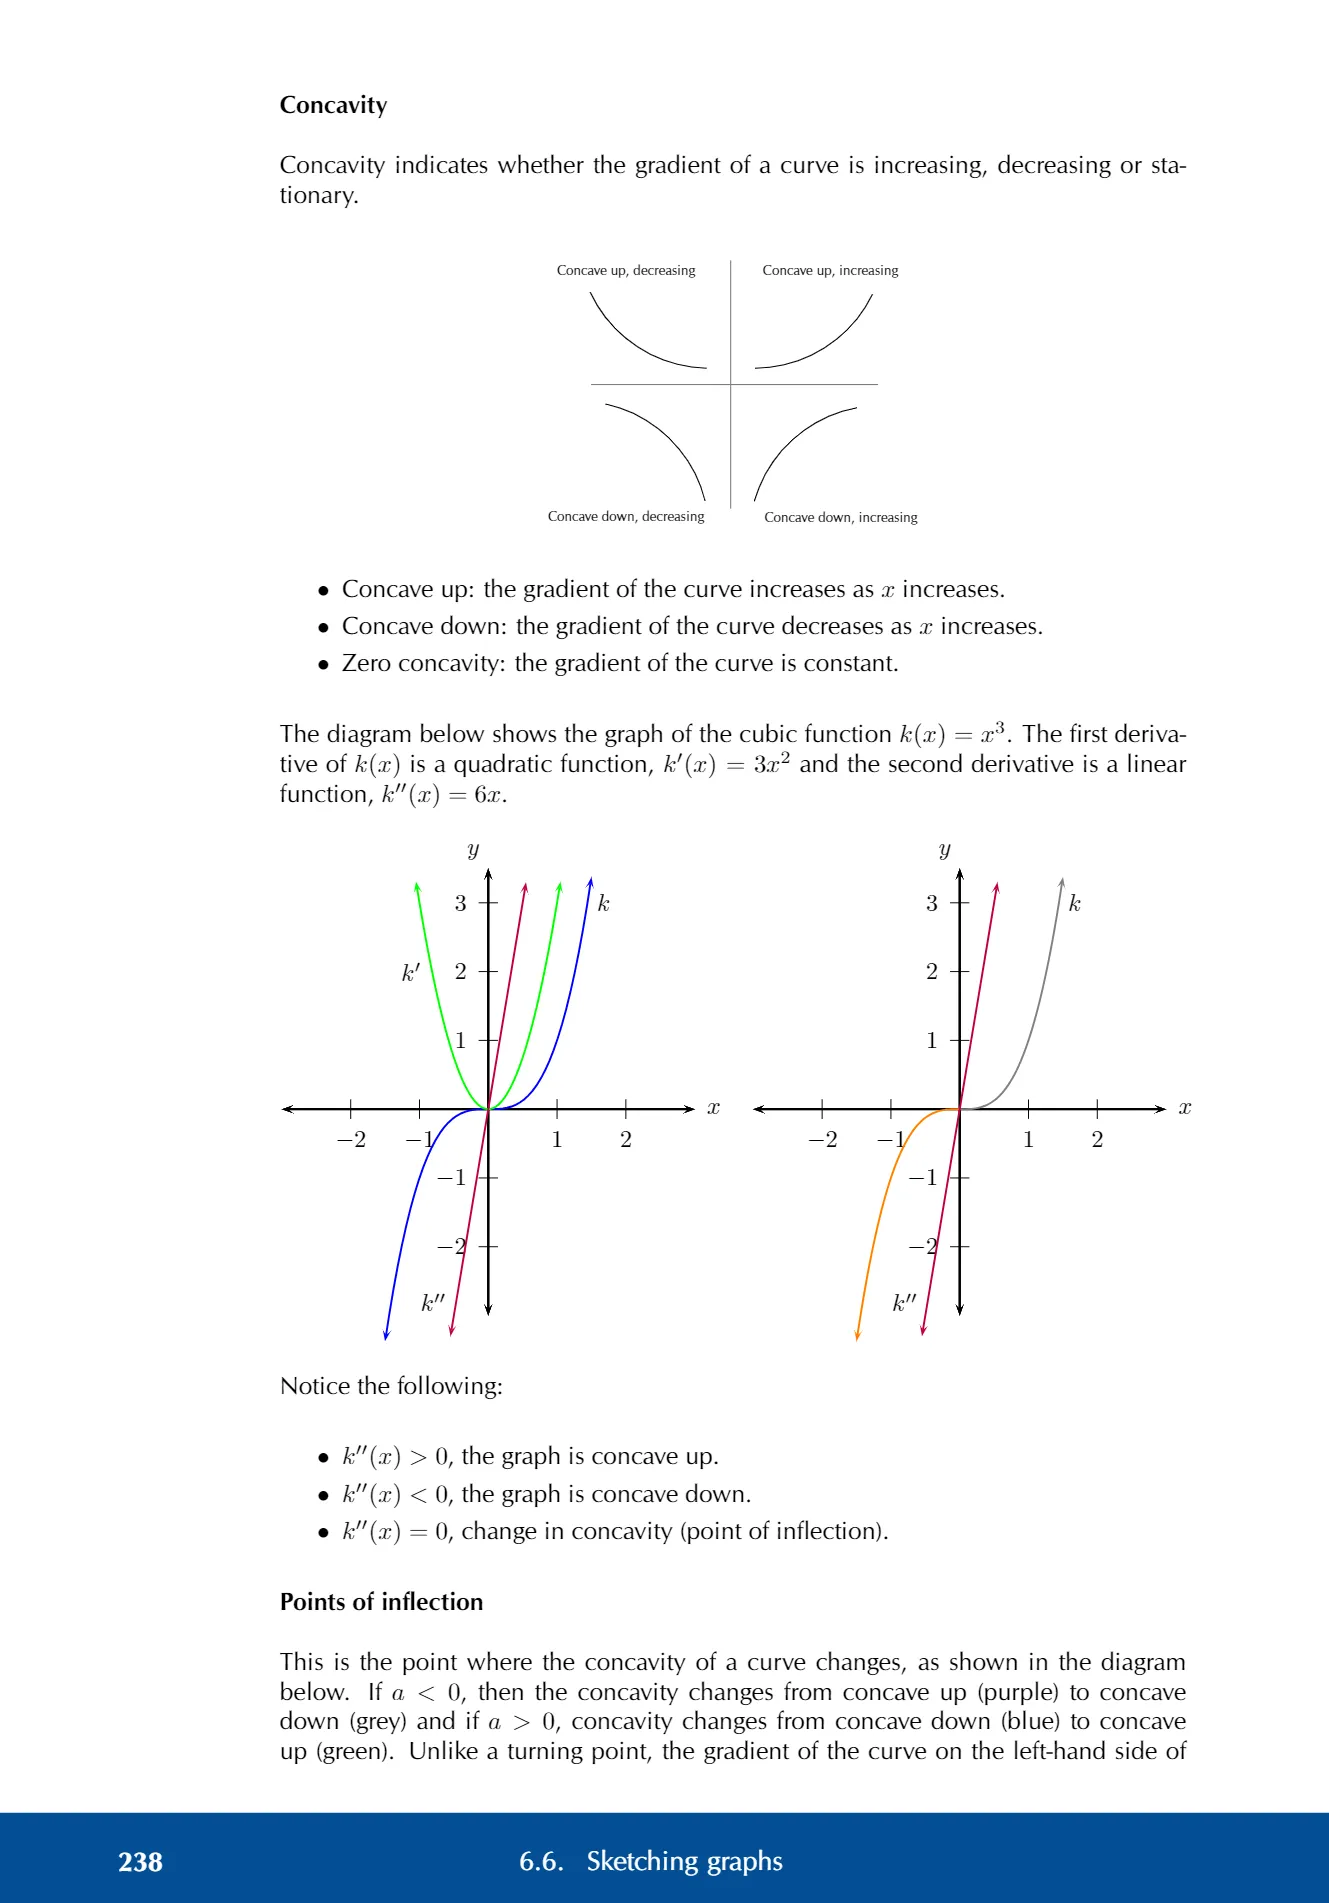 Concavity
Concavity indicates whether the gradient of a curve is increasing, decreasing or sta-
tionary.
Concave up, decreasing
Concave up, increasing
Concave down, decreasing
Concave down, increasing
• Concave up: the gradient of the curve increases as x increases.
• Concave down: the gradient of the curve decreases as x increases.
• Zero concavity: the gradient of the curve is constant.
The diagram below shows the graph of the cubic function k(x) = x³. The first deriva-
tive of k(x) is a quadratic function, k′(x) = 3x² and the second derivative is a linear
function, k′′(x) = 6x.
y
3
k
k′
2
1
x
−2
−1
1
2
−1
−2
k′′
y
3
k
2
1
x
−2
−1
1
2
−1
−2
k′′
Notice the following:
• k′′(x) > 0, the graph is concave up.
• k′′(x) < 0, the graph is concave down.
• k′′(x) = 0, change in concavity (point of inflection).
Points of inflection
This is the point where the concavity of a curve changes, as shown in the diagram
below. If a < 0, then the concavity changes from concave up (purple) to concave
down (grey) and if a > 0, concavity changes from concave down (blue) to concave
up (green). Unlike a turning point, the gradient of the curve on the left-hand side of
238
6.6. Sketching graphs